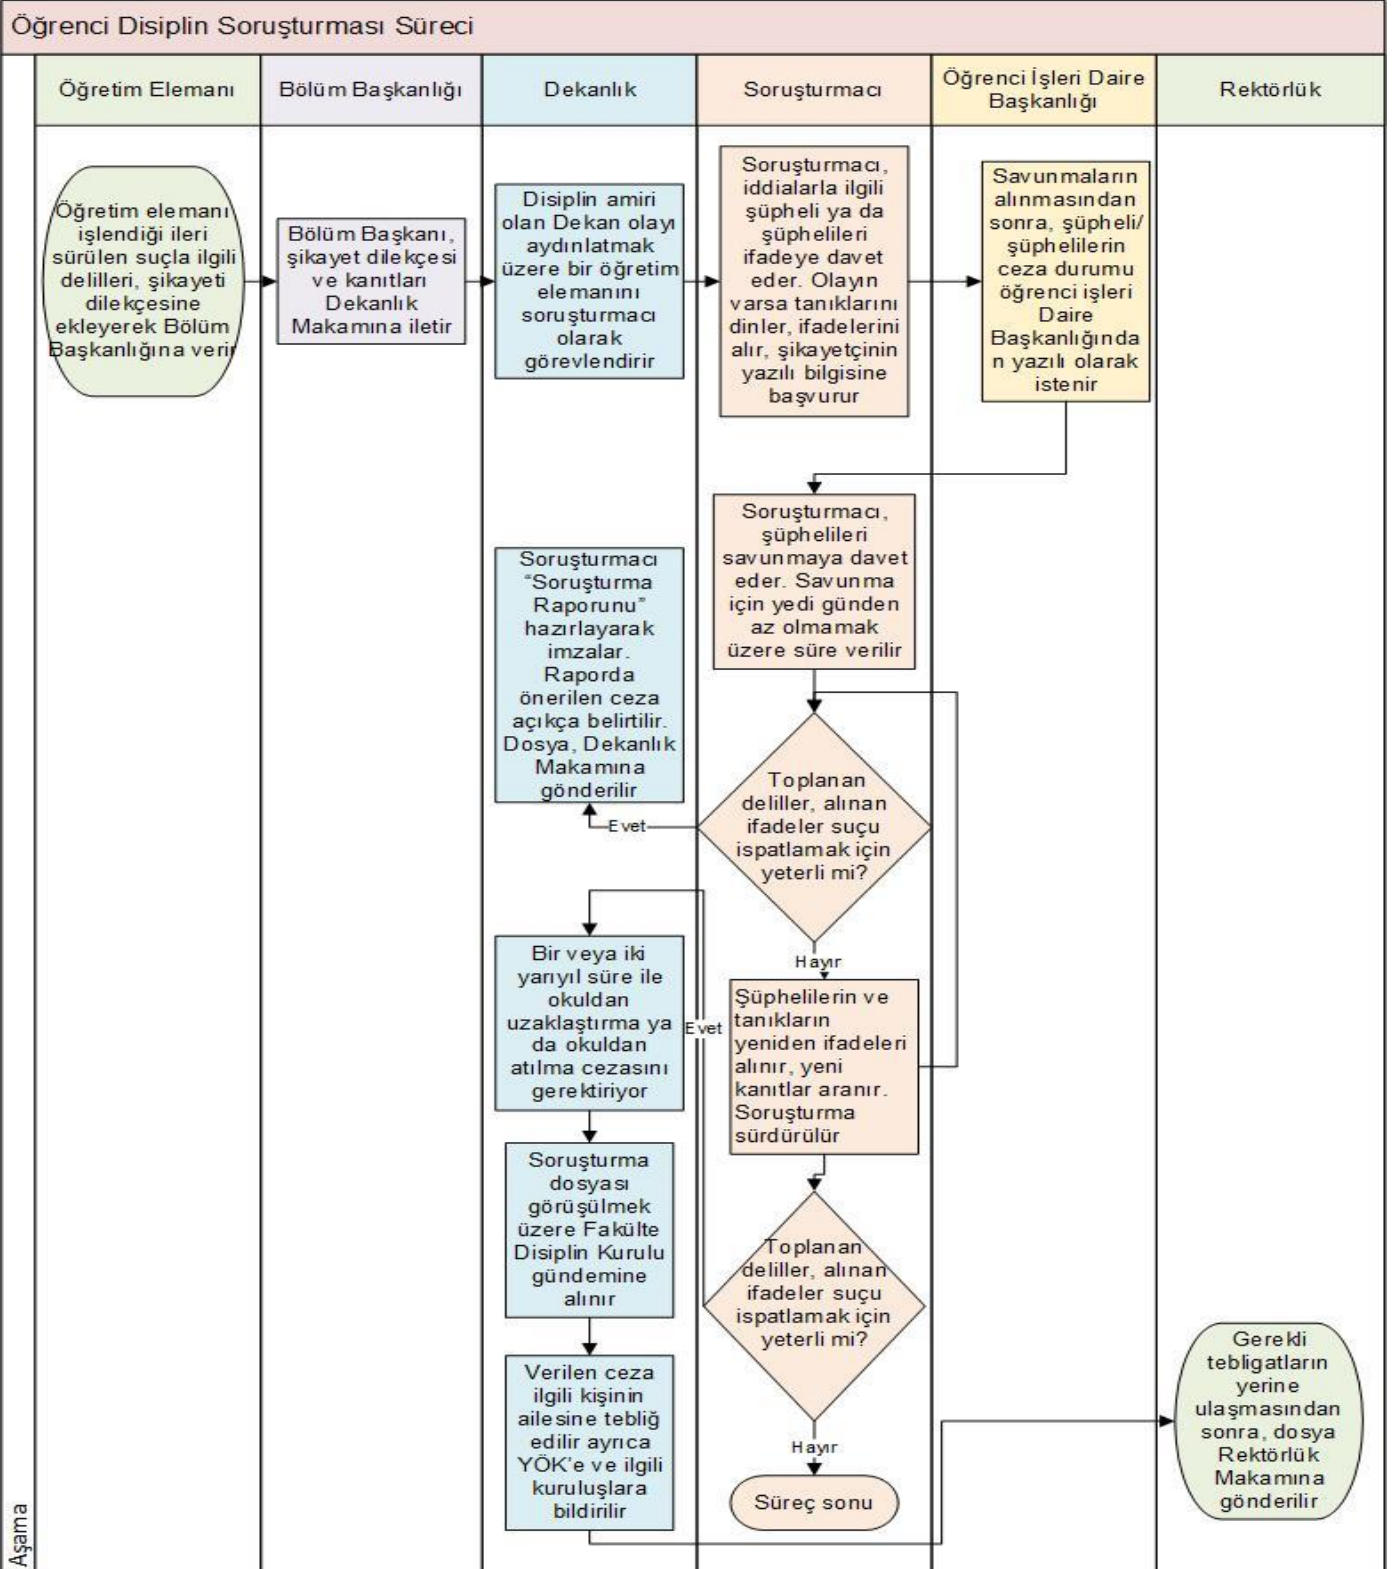 Öğrenci Disiplin Soruşturması Süreci
Öğretim Elemanı
Bölüm Başkanlığı
Dekanlık
Soruşturmacı
Öğrenci İşleri Daire
Başkanlığı
Rektörlük
Öğretim elemanı
işlendiği ileri
sürülen suçla ilgili
delilleri, şikayeti
dilekçesine
ekleyerek Bölüm
Başkanlığına verir
Bölüm Başkanı,
şikayet dilekçesi
ve kanıtları
Dekanlık
Makamına iletir
Disiplin amiri
olan Dekan olayı
aydınlatmak
üzere bir öğretim
elemanını
soruşturmacı
olarak
görevlendirir
Soruşturmacı,
iddialarla ilgili
şüpheli ya da
şüphelileri
ifadeye davet
eder. Olayın
varsa tanıklarını
dinler, ifadelerini
alır, şikayetçinin
yazılı bilgisine
başvurur
Savunmaların
alınmasından
sonra, şüpheli/
şüphelilerin
ceza durumu
öğrenci işleri
Daire
Başkanlığında
n yazılı olarak
istenir
Soruşturmacı,
şüphelileri
savunmaya davet
eder. Savunma
için yedi günden
az olmamak
üzere süre verilir
Soruşturmacı
“Soruşturma
Raporunu”
hazırlayarak
imzalar.
Raporda
önerilen ceza
açıkça belirtilir.
Dosya, Dekanlık
Makamına
gönderilir
Toplanan
deliller, alınan
ifadeler suçu
ispatlamak için
yeterli mi?
Evet
Hayır
Bir veya iki
yarıyıl süre ile
okuldan
uzaklaştırma ya
da okuldan
atılma cezasını
gerektiriyor
Evet
Şüphelilerin ve
tanıkların
yeniden ifadeleri
alınır, yeni
kanıtlar aranır.
Soruşturma
sürdürülür
Soruşturma
dosyası
görüşülmek
üzere Fakülte
Disiplin Kurulu
gündemine
alınır
Toplanan
deliller, alınan
ifadeler suçu
ispatlamak için
yeterli mi?
Verilen ceza
ilgili kişinin
ailesine tebliğ
edilir ayrıca
YÖK’e ve ilgili
kuruluşlara
bildirilir
Hayır
Süreç sonu
Gerekli
tebligatların
yerine
ulaşmasından
sonra, dosya
Rektörlük
Makamına
gönderilir
Aşama